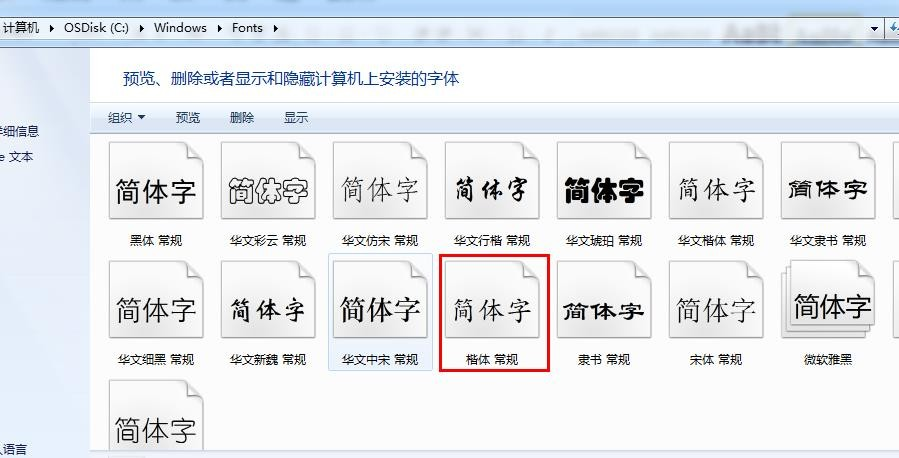 计算机 ▸ OSDisk (C:) ▸ Windows ▸ Fonts ▸
预览、删除或者显示和隐藏计算机上安装的字体
组织 预览 删除 显示
详细信息
e 文本
简体字 简体字 简体字 简体字 简体字 简体字 简体字
黑体 常规 华文彩云 常规 华文仿宋 常规 华文行楷 常规 华文琥珀 常规 华文楷体 常规 华文隶书 常规
简体字 简体字 简体字 简体字 简体字 简体字 简体字
华文细黑 常规 华文新魏 常规 华文中宋 常规 楷体 常规 隶书 常规 宋体 常规 微软雅黑
简体字
语言